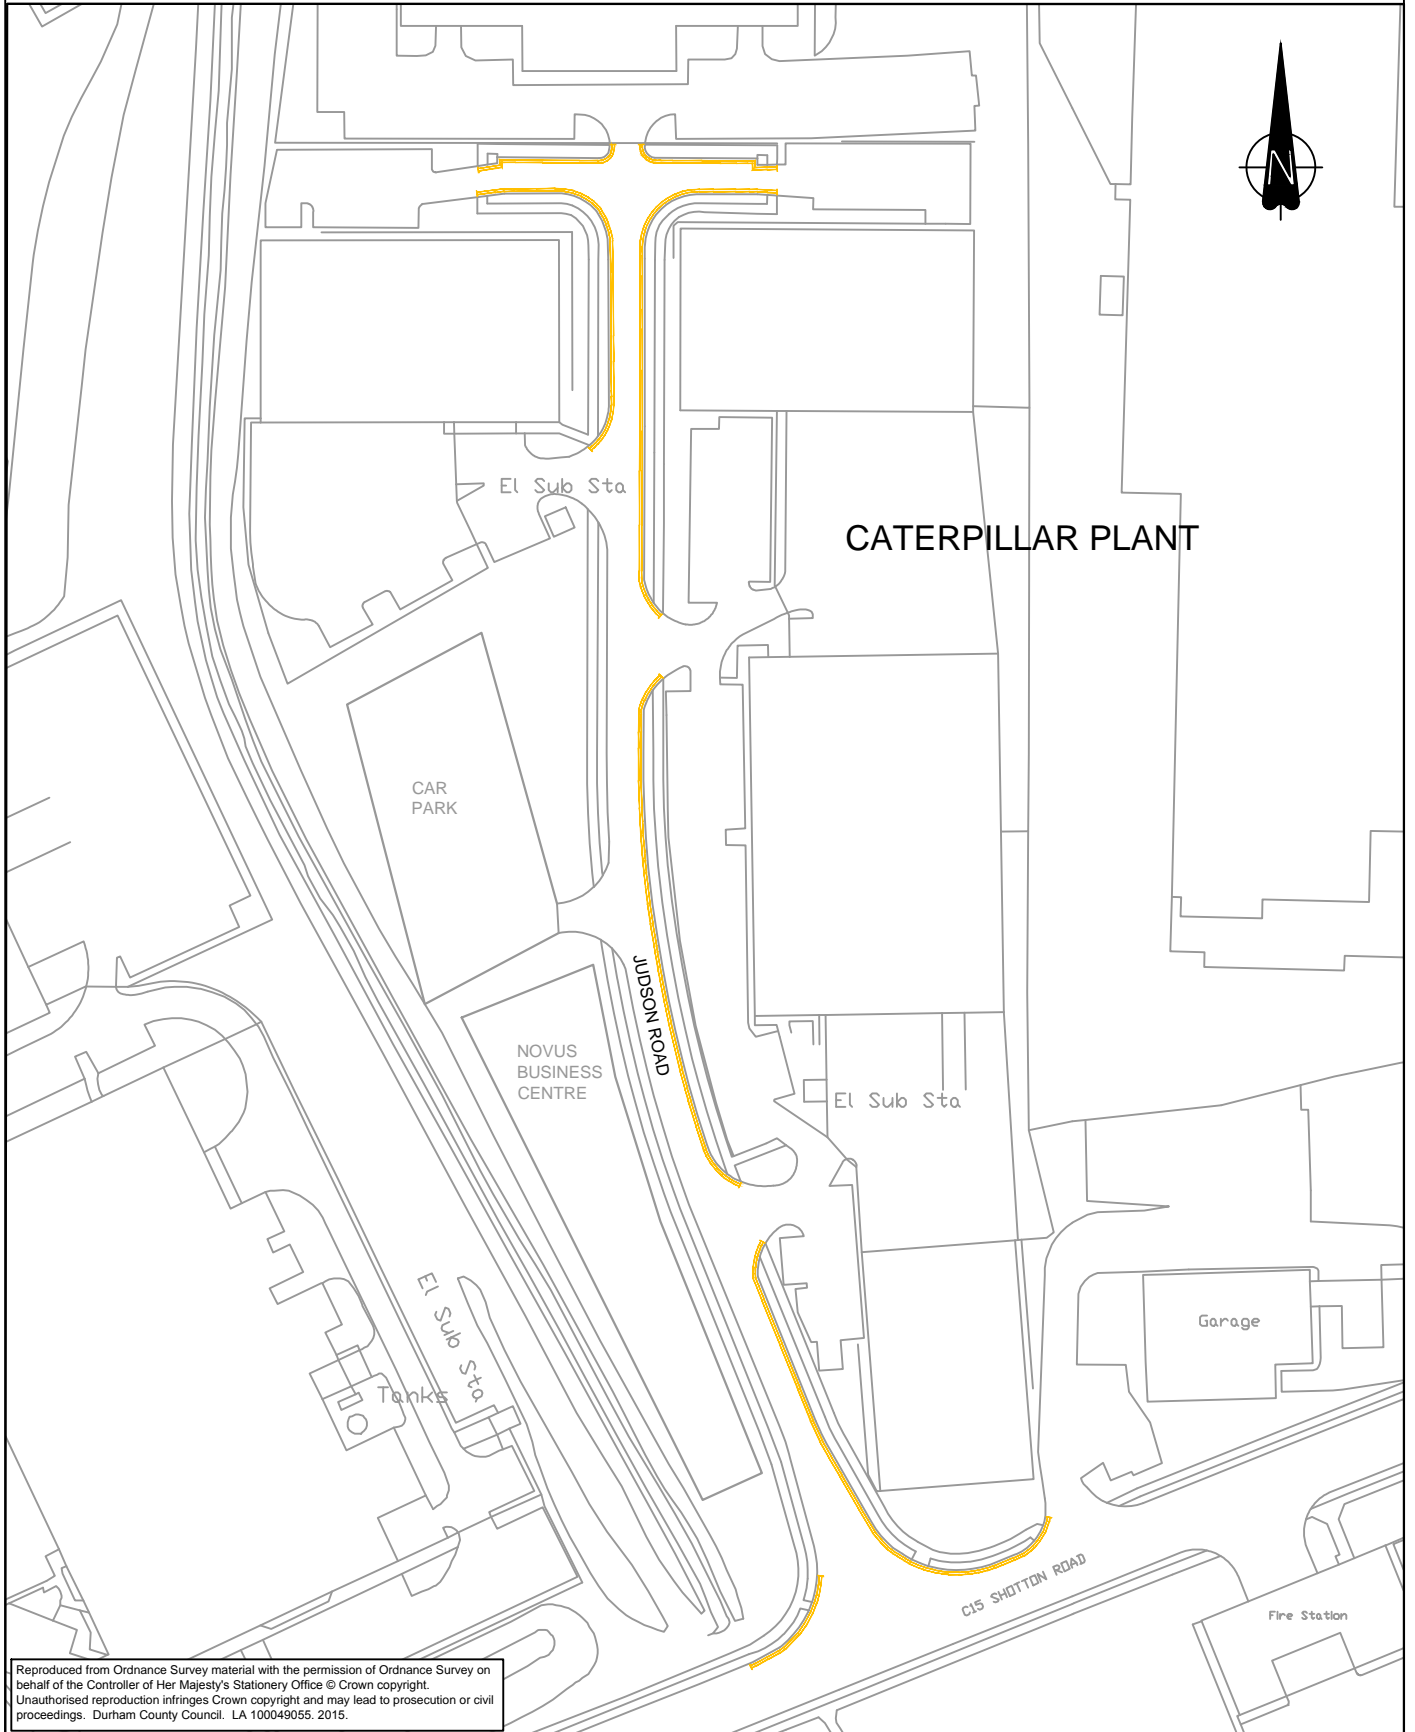 N
El Sub Sta
CATERPILLAR PLANT
CAR
PARK
JUDSON ROAD
NOVUS
BUSINESS
CENTRE
El Sub Sta
El Sub Sta
Garage
Tanks
C15 SHOTTON ROAD
Fire Station
Reproduced from Ordnance Survey material with the permission of Ordnance Survey on
behalf of the Controller of Her Majesty's Stationery Office © Crown copyright.
Unauthorised reproduction infringes Crown copyright and may lead to prosecution or civil
proceedings. Durham County Council. LA 100049055. 2015.